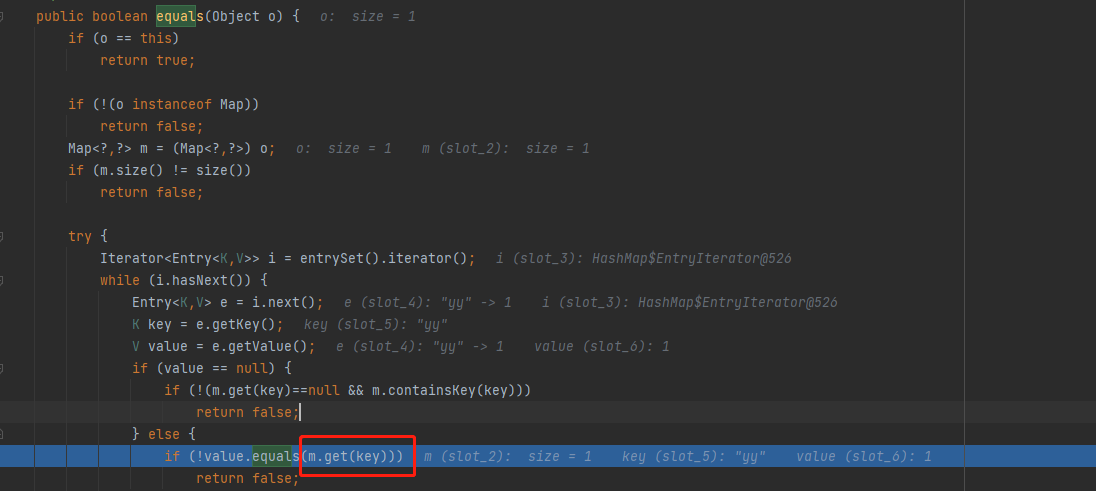 public boolean equals(Object o) {   o:  size = 1
    if (o == this)
        return true;

    if (!(o instanceof Map))
        return false;
    Map<?,?> m = (Map<?,?>) o;   o:  size = 1    m (slot_2):  size = 1
    if (m.size() != size())
        return false;

    try {
        Iterator<Entry<K,V>> i = entrySet().iterator();   i (slot_3): HashMap$EntryIterator@526
        while (i.hasNext()) {
            Entry<K,V> e = i.next();   e (slot_4): "yy" -> 1    i (slot_3): HashMap$EntryIterator@526
            K key = e.getKey();   key (slot_5): "yy"
            V value = e.getValue();   e (slot_4): "yy" -> 1    value (slot_6): 1
            if (value == null) {
                if (!(m.get(key)==null && m.containsKey(key)))
                    return false;
            } else {
                if (!value.equals(m.get(key)))   m (slot_2):  size = 1    key (slot_5): "yy"    value (slot_6): 1
                    return false;